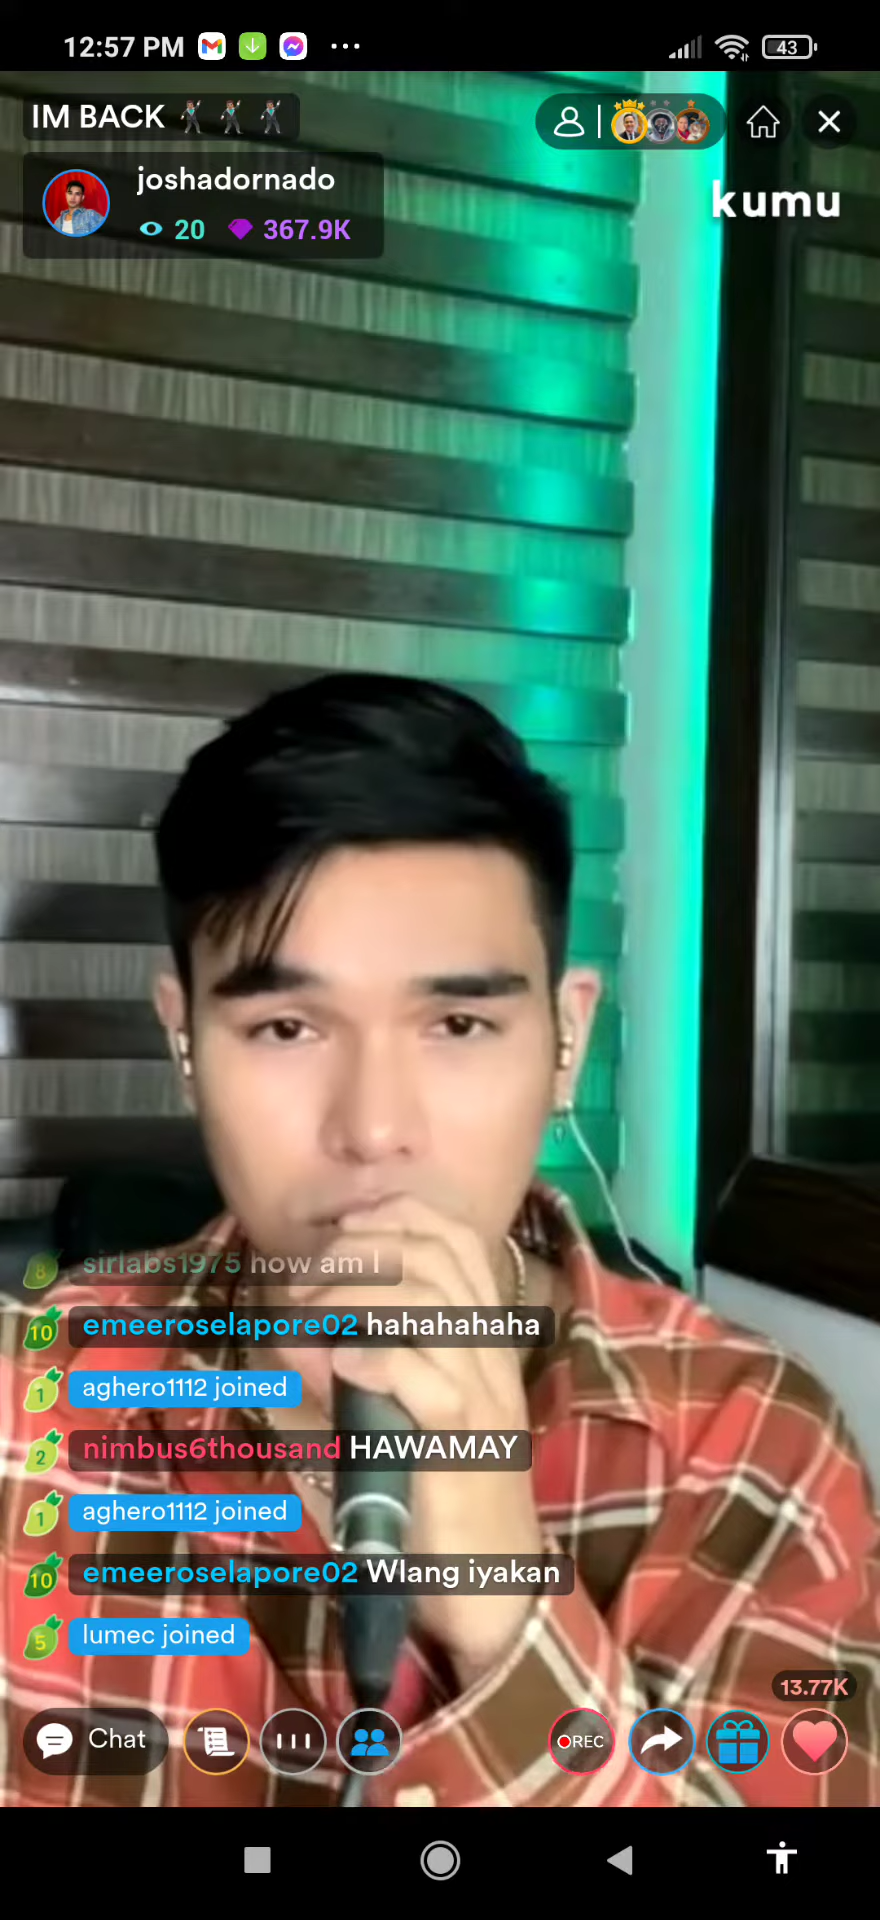 12:57 PM
43
IM BACK
joshadornado
20 367.9K
kumu
8 sirlabs1975 how am I
10 emeeroselapore02 hahahahaha
1 aghero1112 joined
2 nimbus6thousand HAWAMAY
1 aghero1112 joined
10 emeeroselapore02 Wlang iyakan
5 lumec joined
13.77K
Chat
REC